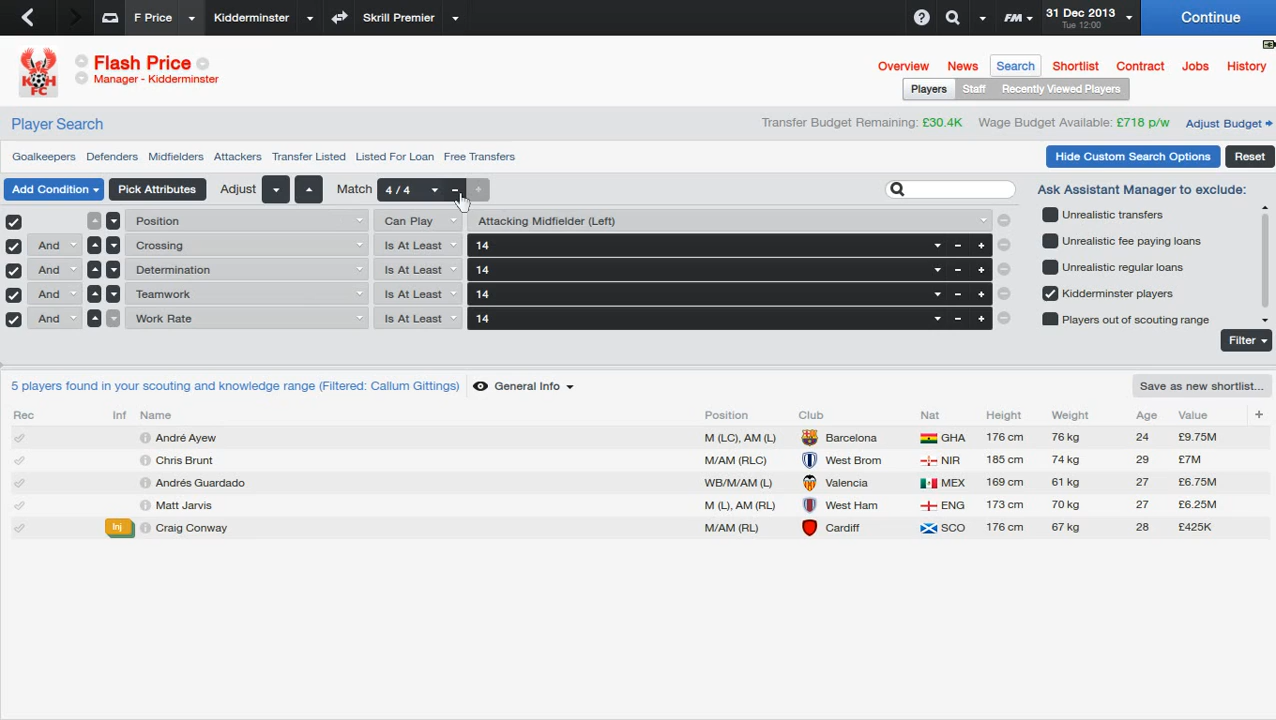 F Price Kidderminster Skrill Premier ? FM 31 Dec 2013 Tue 12:00 Continue
Flash Price
Manager - Kidderminster
KH
FC
Overview News Search Shortlist Contract Jobs History
Players Staff Recently Viewed Players
Player Search Transfer Budget Remaining: £30.4K Wage Budget Available: £718 p/w Adjust Budget
Goalkeepers Defenders Midfielders Attackers Transfer Listed Listed For Loan Free Transfers Hide Custom Search Options Reset
Add Condition Pick Attributes Adjust Match 4 / 4 - + Ask Assistant Manager to exclude:
Position Can Play Attacking Midfielder (Left) Unrealistic transfers
And Crossing Is At Least 14 - + Unrealistic fee paying loans
And Determination Is At Least 14 - + Unrealistic regular loans
And Teamwork Is At Least 14 - + Kidderminster players
And Work Rate Is At Least 14 - + Players out of scouting range
Filter
5 players found in your scouting and knowledge range (Filtered: Callum Gittings) General Info Save as new shortlist...
Rec Inf Name Position Club Nat Height Weight Age Value +
i André Ayew M (LC), AM (L) Barcelona GHA 176 cm 76 kg 24 £9.75M
i Chris Brunt M/AM (RLC) West Brom NIR 185 cm 74 kg 29 £7M
i Andrés Guardado WB/M/AM (L) Valencia MEX 169 cm 61 kg 27 £6.75M
i Matt Jarvis M (L), AM (RL) West Ham ENG 173 cm 70 kg 27 £6.25M
Inj i Craig Conway M/AM (RL) Cardiff SCO 176 cm 67 kg 28 £425K